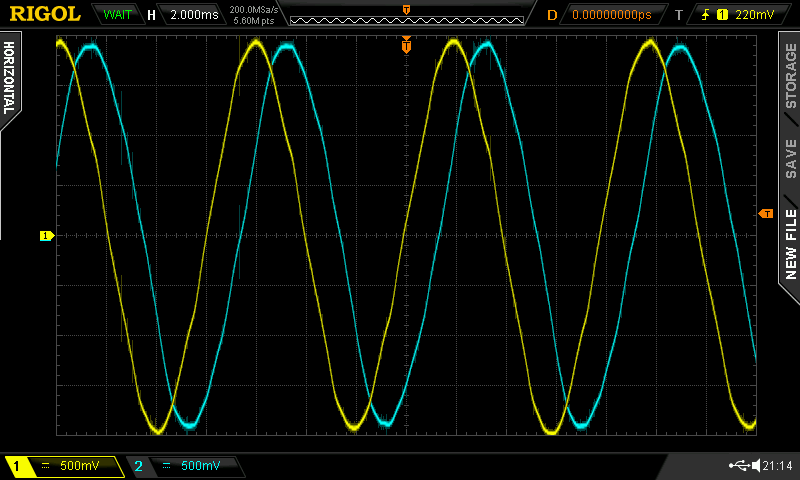 RIGOL WAIT H 2.000ms 200.0MSa/s 5.60M pts T D 0.00000000ps T 1 220mV
HORIZONTAL
T
STORAGE
SAVE
NEW FILE
T
1
1 500mV 2 500mV 21:14